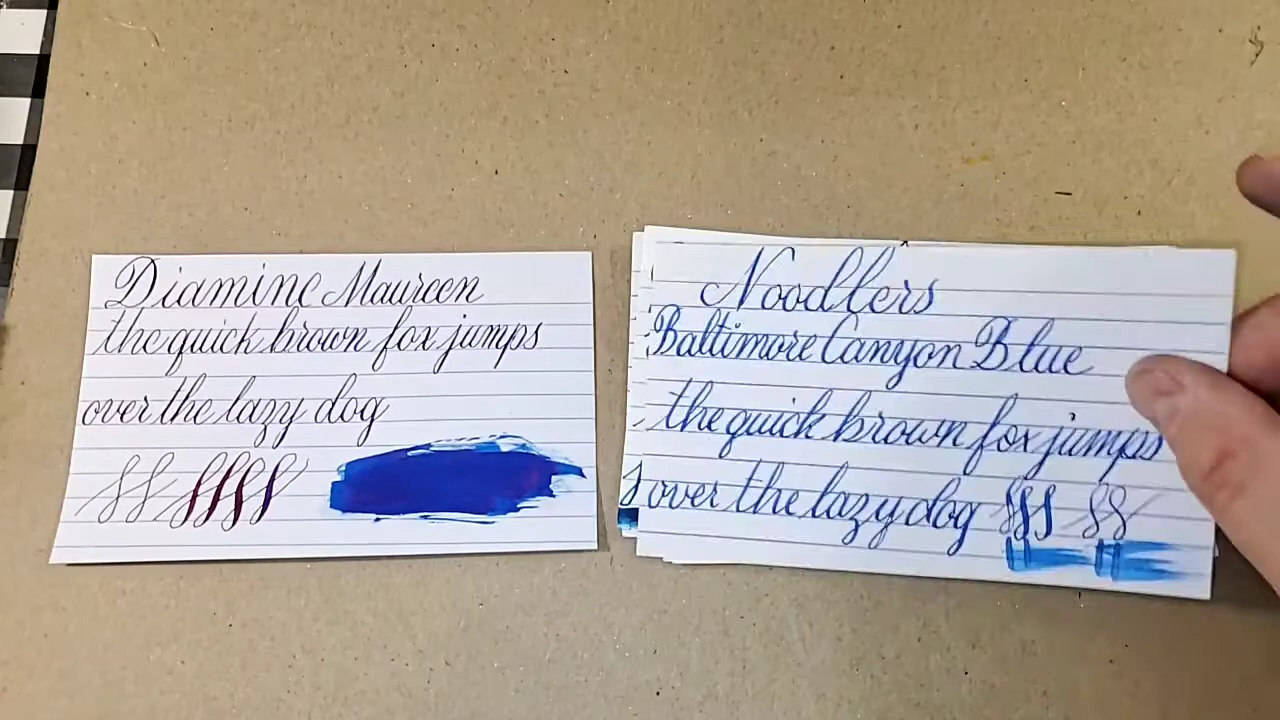 Diamine Maureen
the quick brown fox jumps
over the lazy dog
Noodlers
Baltimore Canyon Blue
the quick brown fox jumps
over the lazy dog